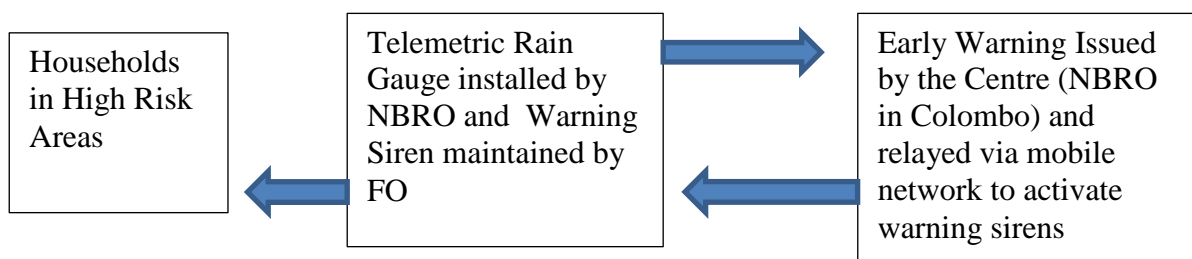 Households
in High Risk
Areas
Telemetric Rain
Gauge installed by
NBRO and  Warning
Siren maintained by
FO
Early Warning Issued
by the Centre (NBRO
in Colombo) and
relayed via mobile
network to activate
warning sirens